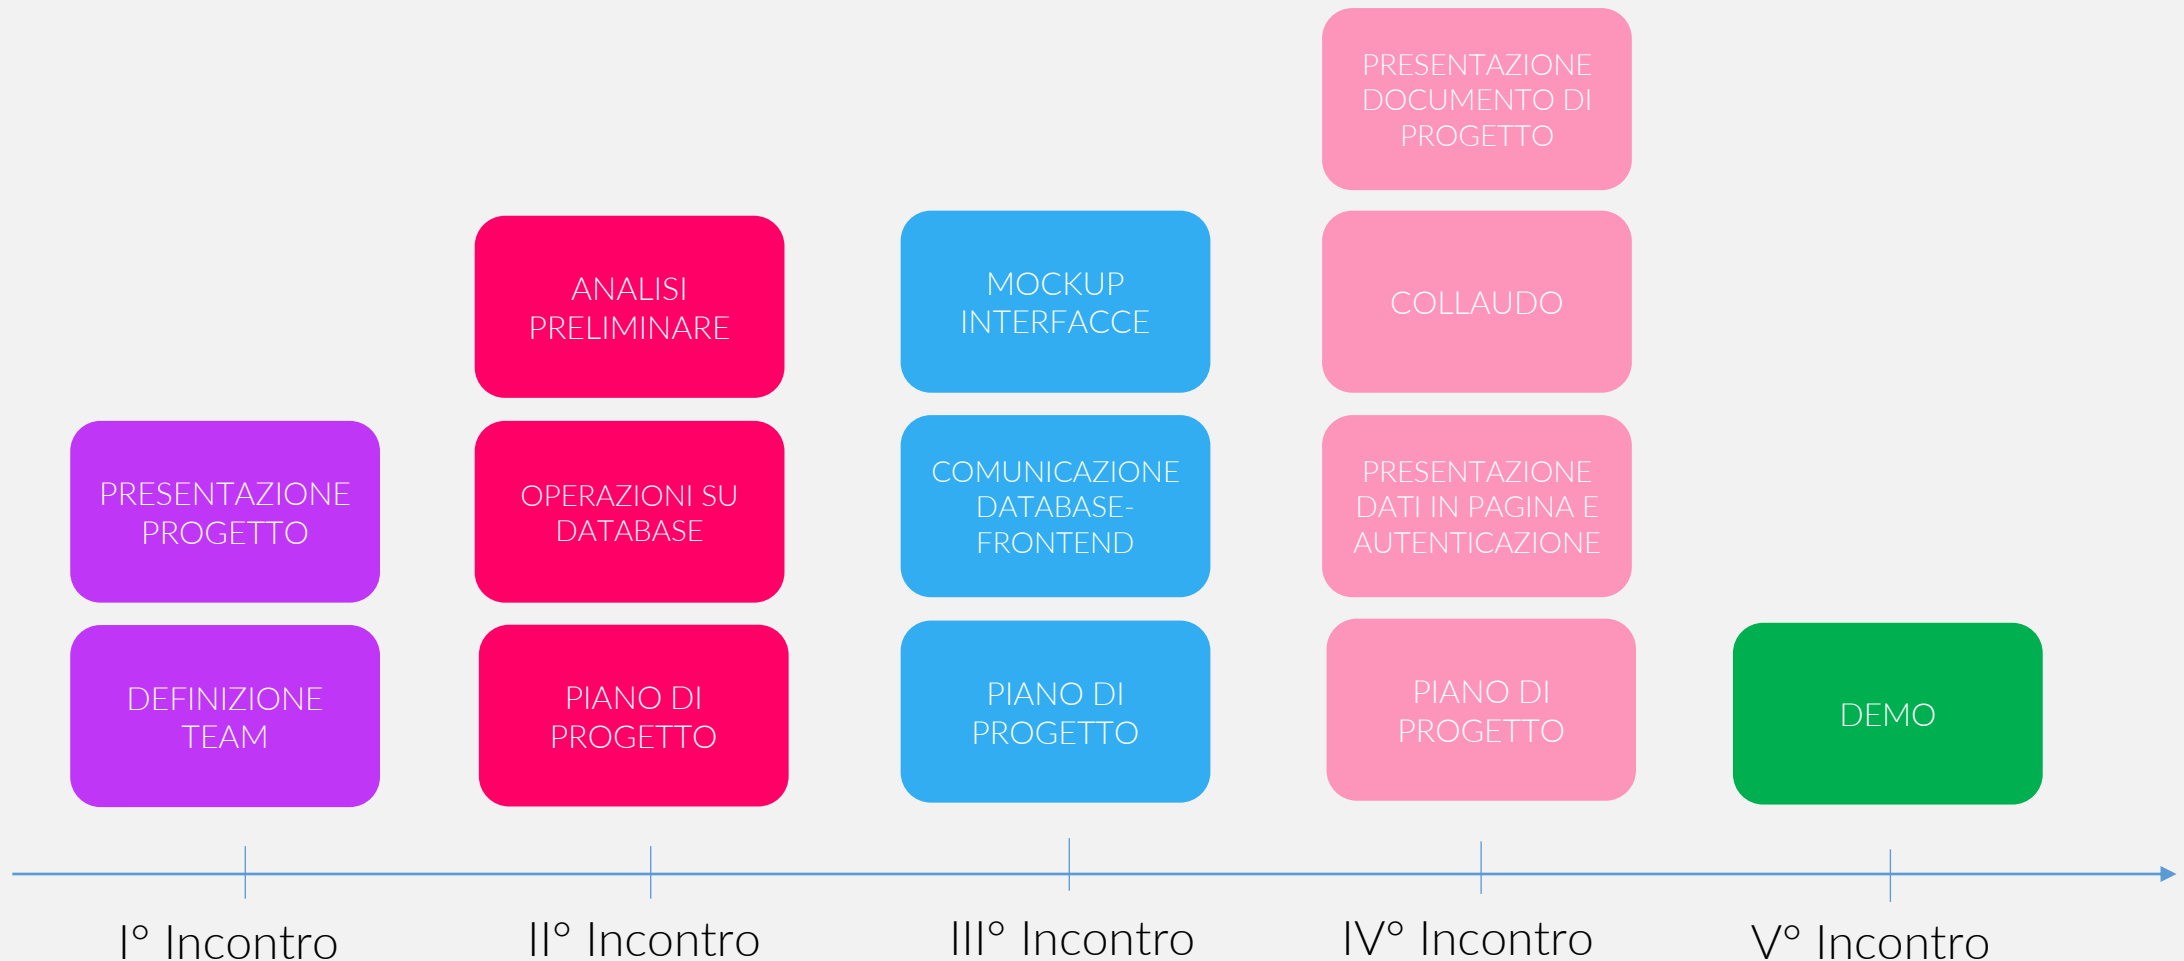 PRESENTAZIONE
PROGETTO
DEFINIZIONE
TEAM
I° Incontro
ANALISI
PRELIMINARE
OPERAZIONI SU
DATABASE
PIANO DI
PROGETTO
II° Incontro
MOCKUP
INTERFACCE
COMUNICAZIONE
DATABASE-
FRONTEND
PIANO DI
PROGETTO
III° Incontro
PRESENTAZIONE
DOCUMENTO DI
PROGETTO
COLLAUDO
PRESENTAZIONE
DATI IN PAGINA E
AUTENTICAZIONE
PIANO DI
PROGETTO
IV° Incontro
DEMO
V° Incontro